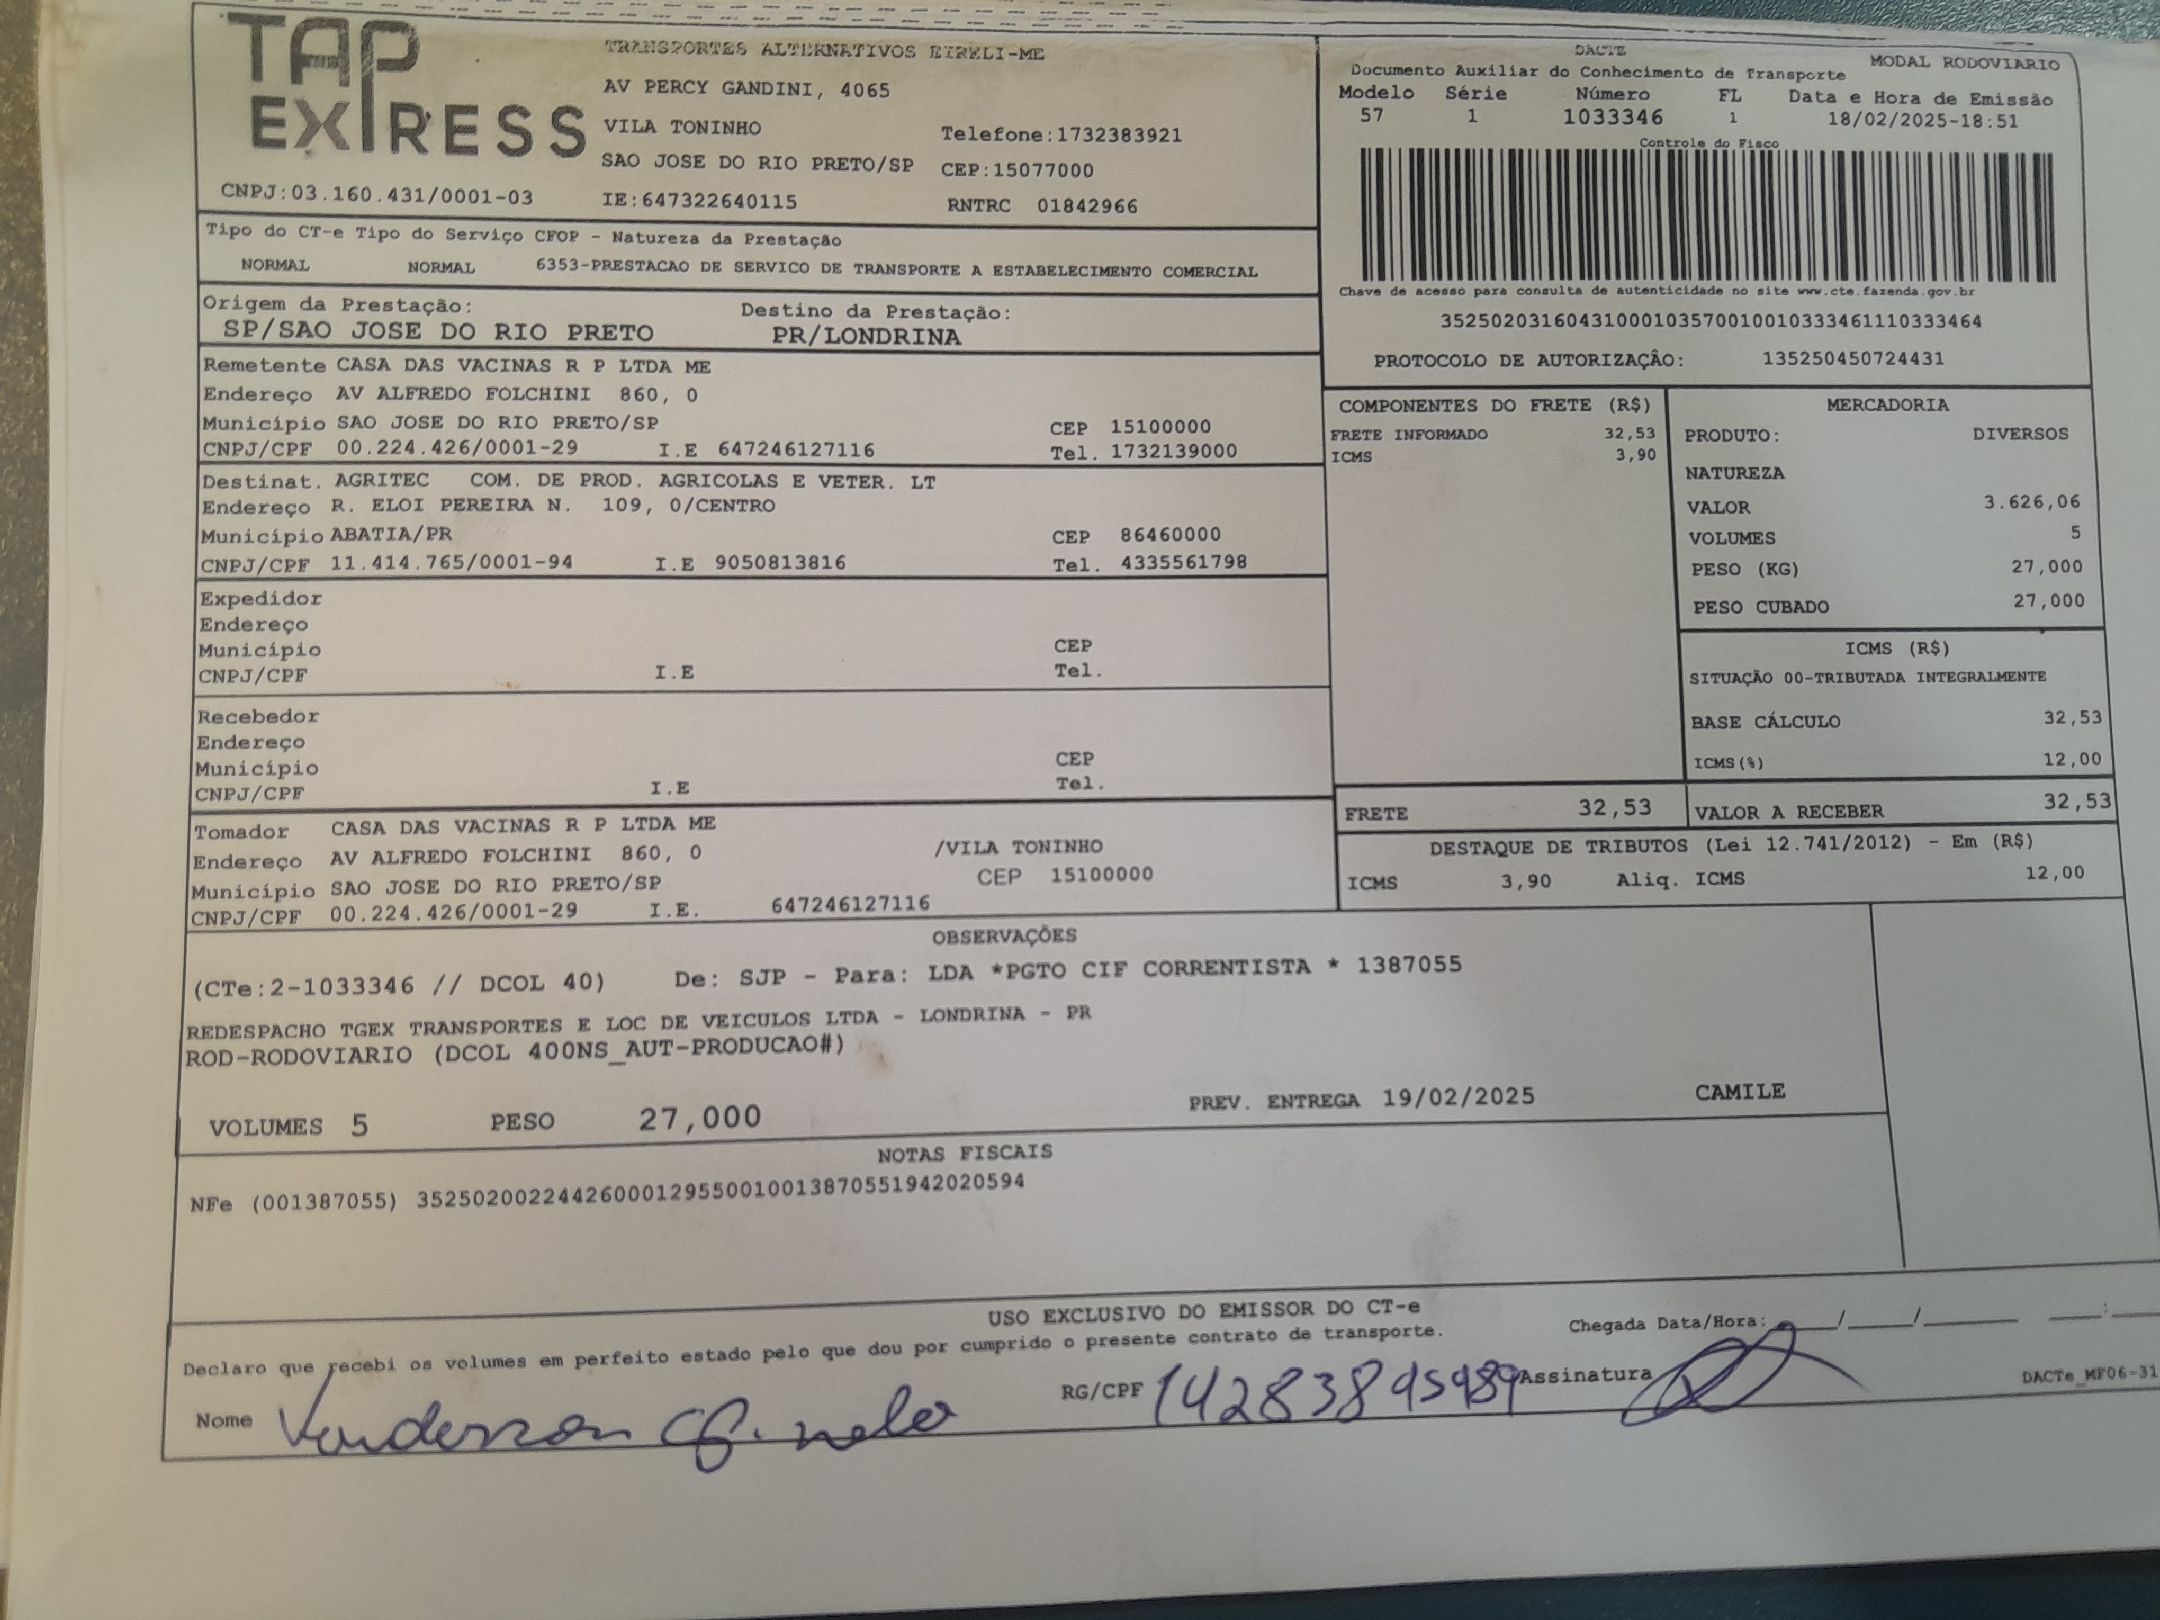 TAP EXPRESS
TRANSPORTES ALTERNATIVOS EIRELI-ME
AV PERCY GANDINI, 4065
VILA TONINHO Telefone:1732383921
SAO JOSE DO RIO PRETO/SP CEP:15077000
CNPJ:03.160.431/0001-03 IE:647322640115 RNTRC 01842966
DACTE MODAL RODOVIARIO
Documento Auxiliar do Conhecimento de Transporte
Modelo Série Número FL Data e Hora de Emissão
57 1 1033346 1 18/02/2025-18:51
Controle do Fisco
Chave de acesso para consulta de autenticidade no site www.cte.fazenda.gov.br
35250203160431000103570010010333461110333464
PROTOCOLO DE AUTORIZAÇÃO: 135250450724431
Tipo do CT-e Tipo do Serviço CFOP - Natureza da Prestação
NORMAL NORMAL 6353-PRESTACAO DE SERVICO DE TRANSPORTE A ESTABELECIMENTO COMERCIAL
Origem da Prestação: Destino da Prestação:
SP/SAO JOSE DO RIO PRETO PR/LONDRINA
Remetente CASA DAS VACINAS R P LTDA ME
Endereço AV ALFREDO FOLCHINI 860, 0
Município SAO JOSE DO RIO PRETO/SP CEP 15100000
CNPJ/CPF 00.224.426/0001-29 I.E 647246127116 Tel. 1732139000
Destinat. AGRITEC COM. DE PROD. AGRICOLAS E VETER. LT
Endereço R. ELOI PEREIRA N. 109, 0/CENTRO
Município ABATIA/PR CEP 86460000
CNPJ/CPF 11.414.765/0001-94 I.E 9050813816 Tel. 4335561798
Expedidor
Endereço
Município CEP
CNPJ/CPF I.E Tel.
Recebedor
Endereço
Município CEP
CNPJ/CPF I.E Tel.
Tomador CASA DAS VACINAS R P LTDA ME
Endereço AV ALFREDO FOLCHINI 860, 0 /VILA TONINHO
Município SAO JOSE DO RIO PRETO/SP CEP 15100000
CNPJ/CPF 00.224.426/0001-29 I.E. 647246127116
COMPONENTES DO FRETE (R$)
FRETE INFORMADO 32,53
ICMS 3,90
MERCADORIA
PRODUTO: DIVERSOS
NATUREZA
VALOR 3.626,06
VOLUMES 5
PESO (KG) 27,000
PESO CUBADO 27,000
ICMS (R$)
SITUAÇÃO 00-TRIBUTADA INTEGRALMENTE
BASE CÁLCULO 32,53
ICMS(%) 12,00
FRETE 32,53 VALOR A RECEBER 32,53
DESTAQUE DE TRIBUTOS (Lei 12.741/2012) - Em (R$)
ICMS 3,90 Aliq. ICMS 12,00
OBSERVAÇÕES
(CTe:2-1033346 // DCOL 40) De: SJP - Para: LDA *PGTO CIF CORRENTISTA * 1387055
REDESPACHO TGEX TRANSPORTES E LOC DE VEICULOS LTDA - LONDRINA - PR
ROD-RODOVIARIO (DCOL 400NS_AUT-PRODUCAO#)
VOLUMES 5 PESO 27,000 PREV. ENTREGA 19/02/2025 CAMILE
NOTAS FISCAIS
NFe (001387055) 35250200224426000129550010013870551942020594
USO EXCLUSIVO DO EMISSOR DO CT-e
Declaro que recebi os volumes em perfeito estado pelo que dou por cumprido o presente contrato de transporte. Chegada Data/Hora: __/__/____ __:__
Nome RG/CPF 14283895989 Assinatura DACTe_MF06-31